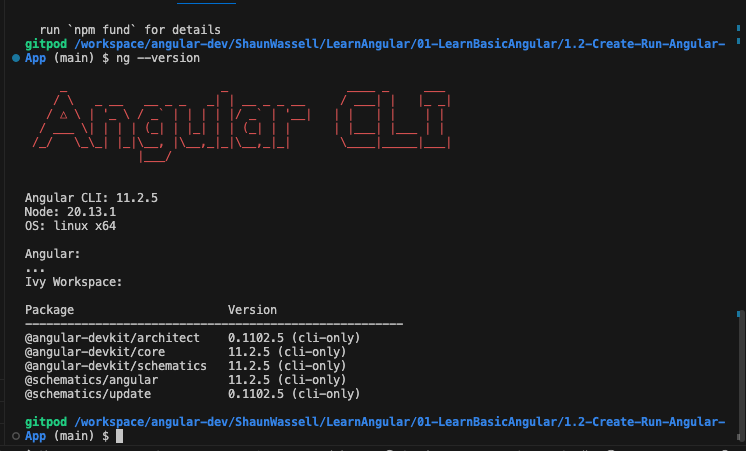 run `npm fund` for details
gitpod /workspace/angular-dev/ShaunWassell/LearnAngular/01-LearnBasicAngular/1.2-Create-Run-Angular-
App (main) $ ng --version
Angular CLI
Angular CLI: 11.2.5
Node: 20.13.1
OS: linux x64
Angular:
...
Ivy Workspace:
Package Version
------------------------------------------------------
@angular-devkit/architect 0.1102.5 (cli-only)
@angular-devkit/core 11.2.5 (cli-only)
@angular-devkit/schematics 11.2.5 (cli-only)
@schematics/angular 11.2.5 (cli-only)
@schematics/update 0.1102.5 (cli-only)
gitpod /workspace/angular-dev/ShaunWassell/LearnAngular/01-LearnBasicAngular/1.2-Create-Run-Angular-
App (main) $